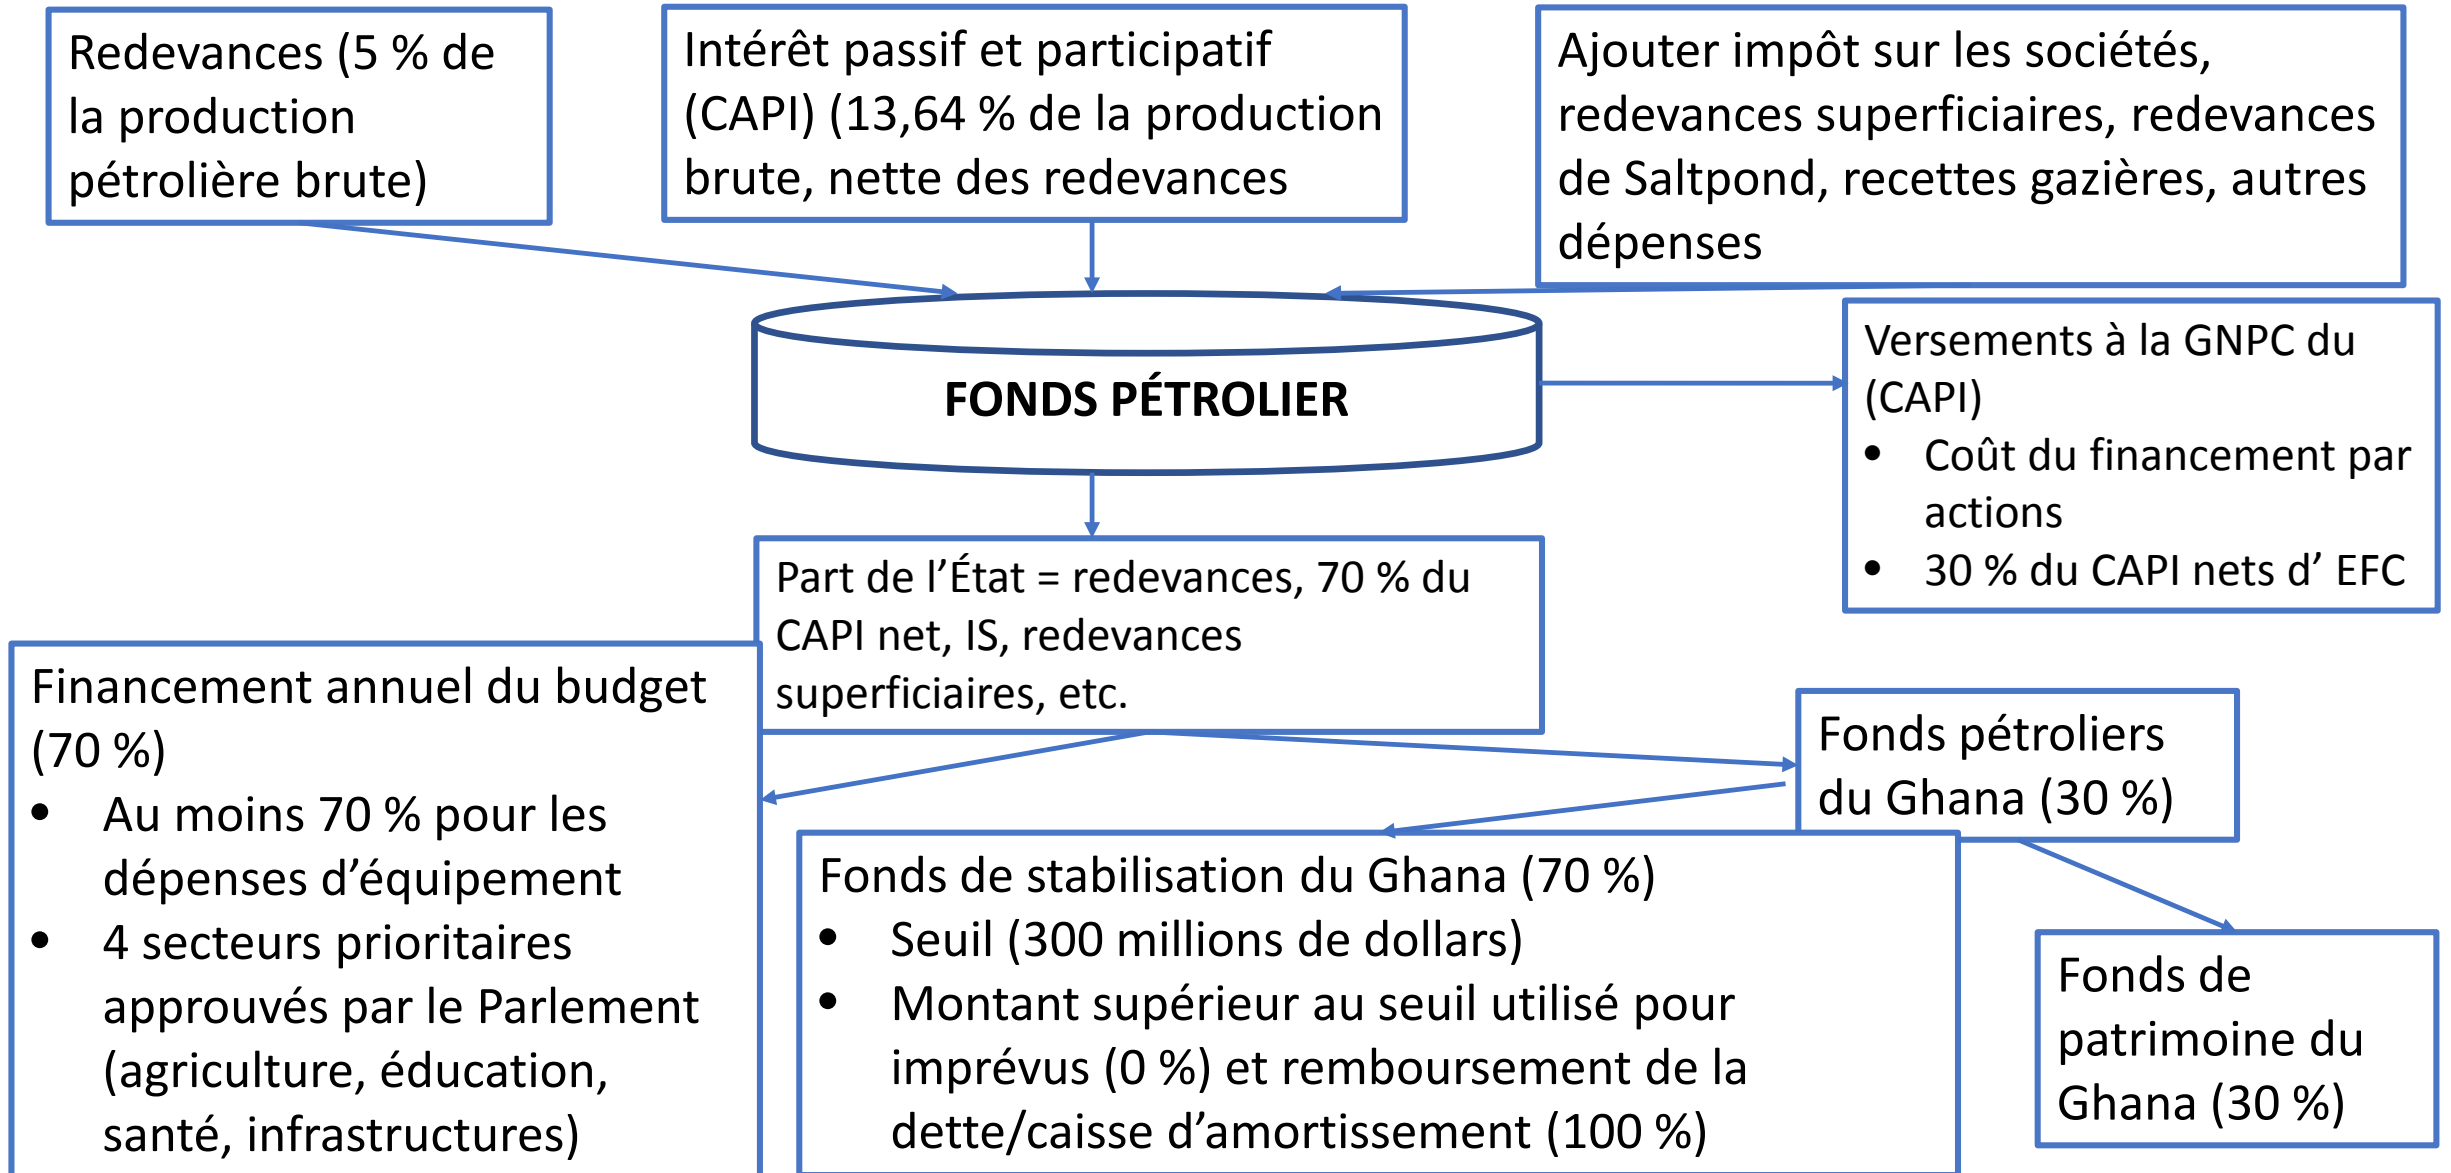 Redevances (5 % de
la production
pétrolière brute)
Intérêt passif et participatif
(CAPI) (13,64 % de la production
brute, nette des redevances
Ajouter impôt sur les sociétés,
redevances superficiaires, redevances
de Saltpond, recettes gazières, autres
dépenses
FONDS PÉTROLIER
Versements à la GNPC du
(CAPI)
• Coût du financement par
actions
• 30 % du CAPI nets d’ EFC
Part de l’État = redevances, 70 % du
CAPI net, IS, redevances
superficiaires, etc.
Financement annuel du budget
(70 %)
• Au moins 70 % pour les
dépenses d’équipement
• 4 secteurs prioritaires
approuvés par le Parlement
(agriculture, éducation,
santé, infrastructures)
Fonds pétroliers
du Ghana (30 %)
Fonds de stabilisation du Ghana (70 %)
• Seuil (300 millions de dollars)
• Montant supérieur au seuil utilisé pour
imprévus (0 %) et remboursement de la
dette/caisse d’amortissement (100 %)
Fonds de
patrimoine du
Ghana (30 %)